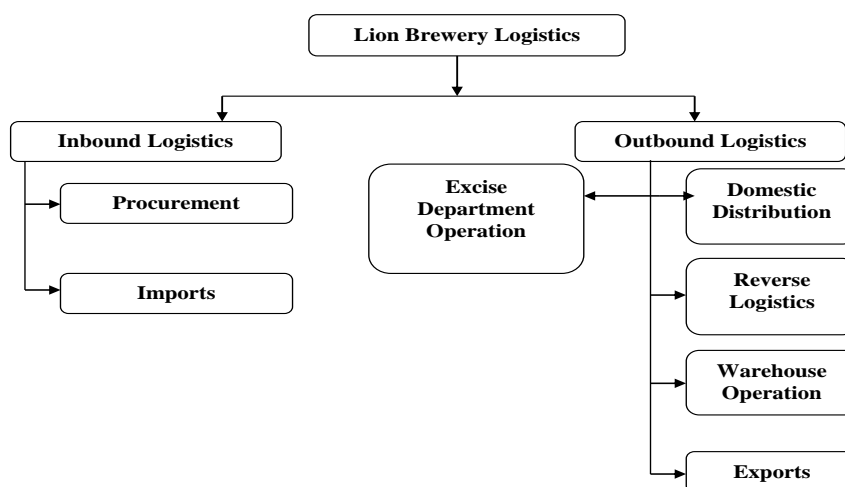 Lion Brewery Logistics
Inbound Logistics
Outbound Logistics
Procurement
Imports
Excise
Department
Operation
Domestic
Distribution
Reverse
Logistics
Warehouse
Operation
Exports